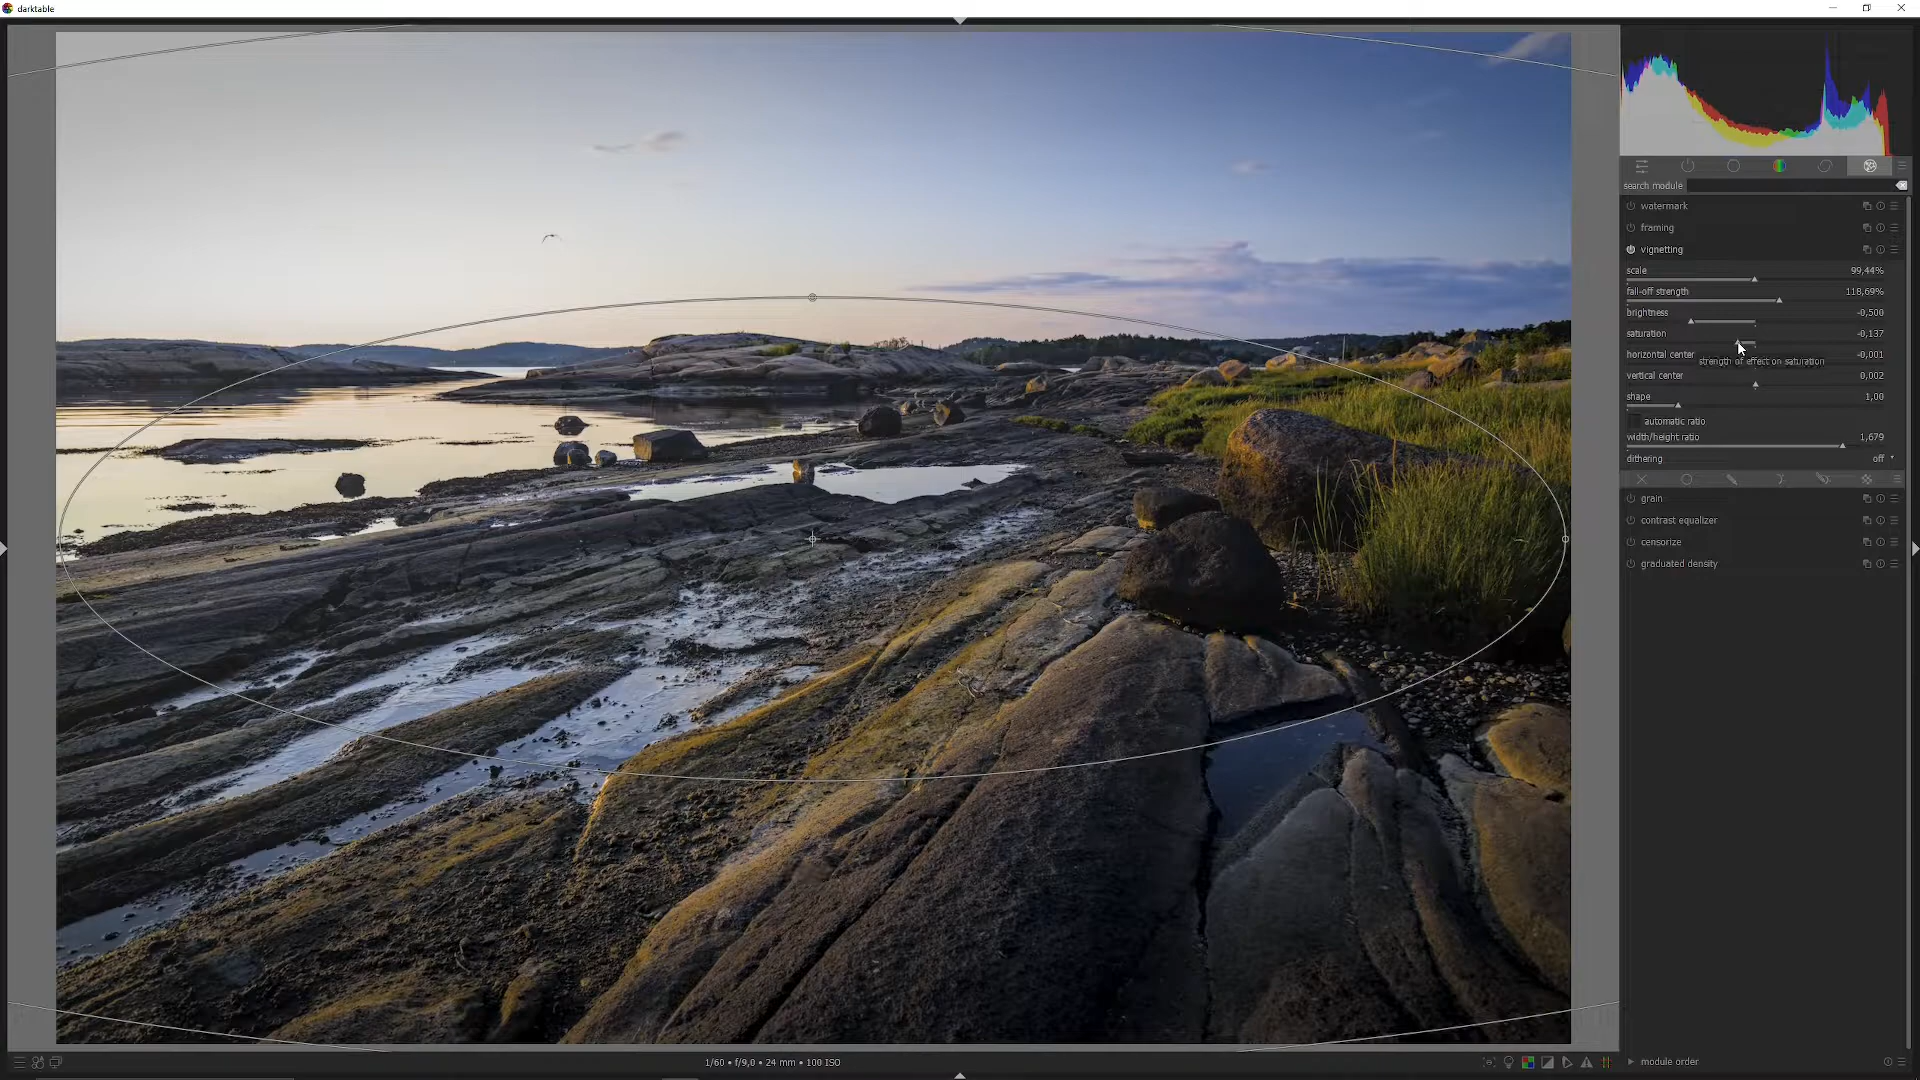 darktable
search module
watermark
framing
vignetting
scale 99,44%
fall-off strength 118,69%
brightness -0,500
saturation -0,137
horizontal center -0,001
strength of effect on saturation
vertical center 0,002
shape 1,00
automatic ratio
width/height ratio 1,679
dithering off
grain
contrast equalizer
censorize
graduated density
1/60 • f/9,0 • 24 mm • 100 ISO
module order